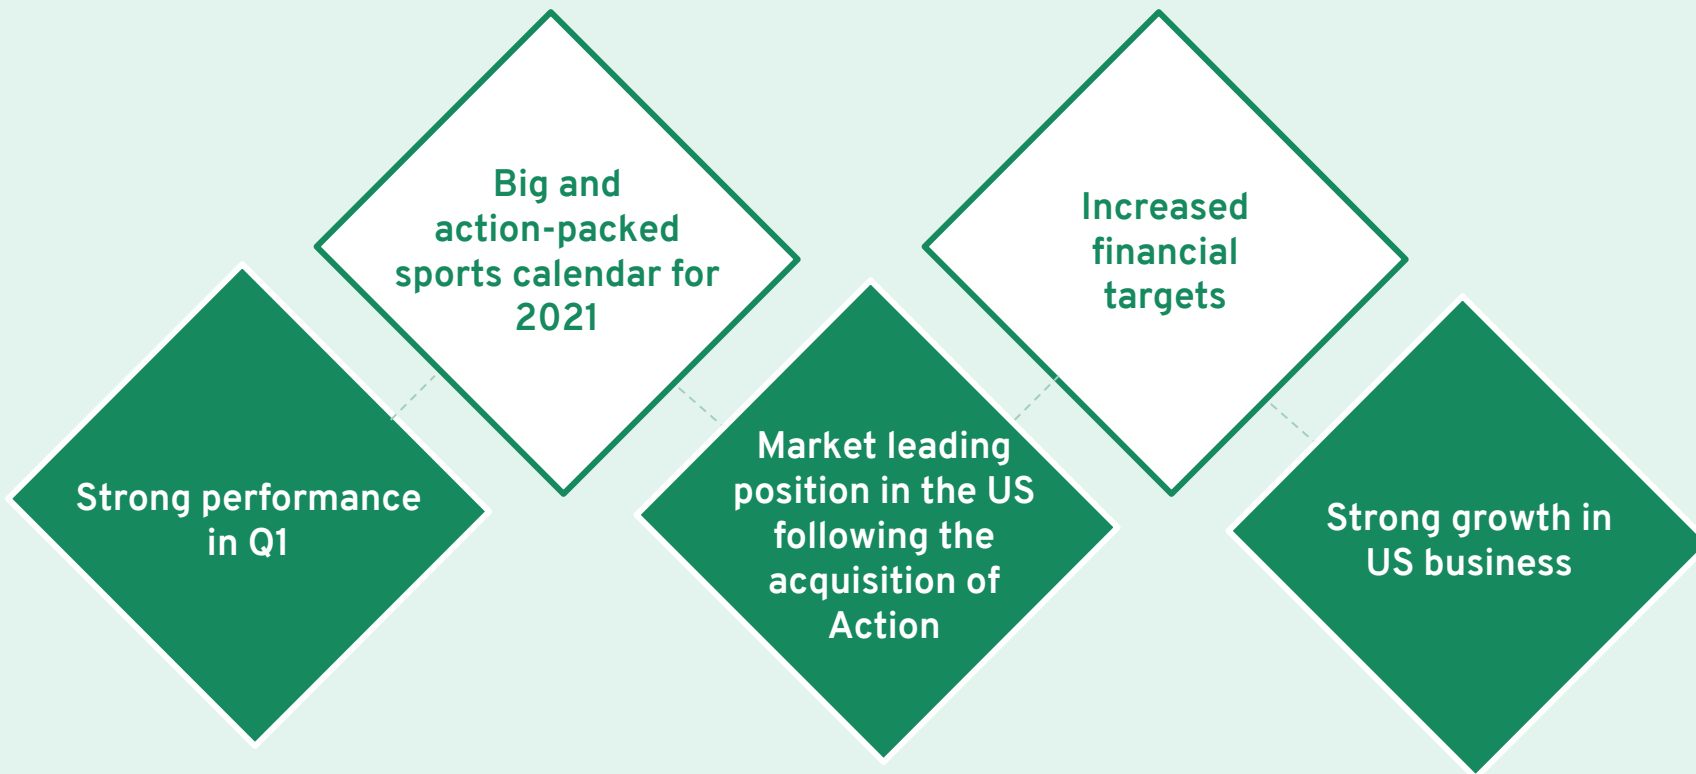 Strong performance
in Q1
Big and
action-packed
sports calendar for
2021
Market leading
position in the US
following the
acquisition of
Action
Increased
financial
targets
Strong growth in
US business